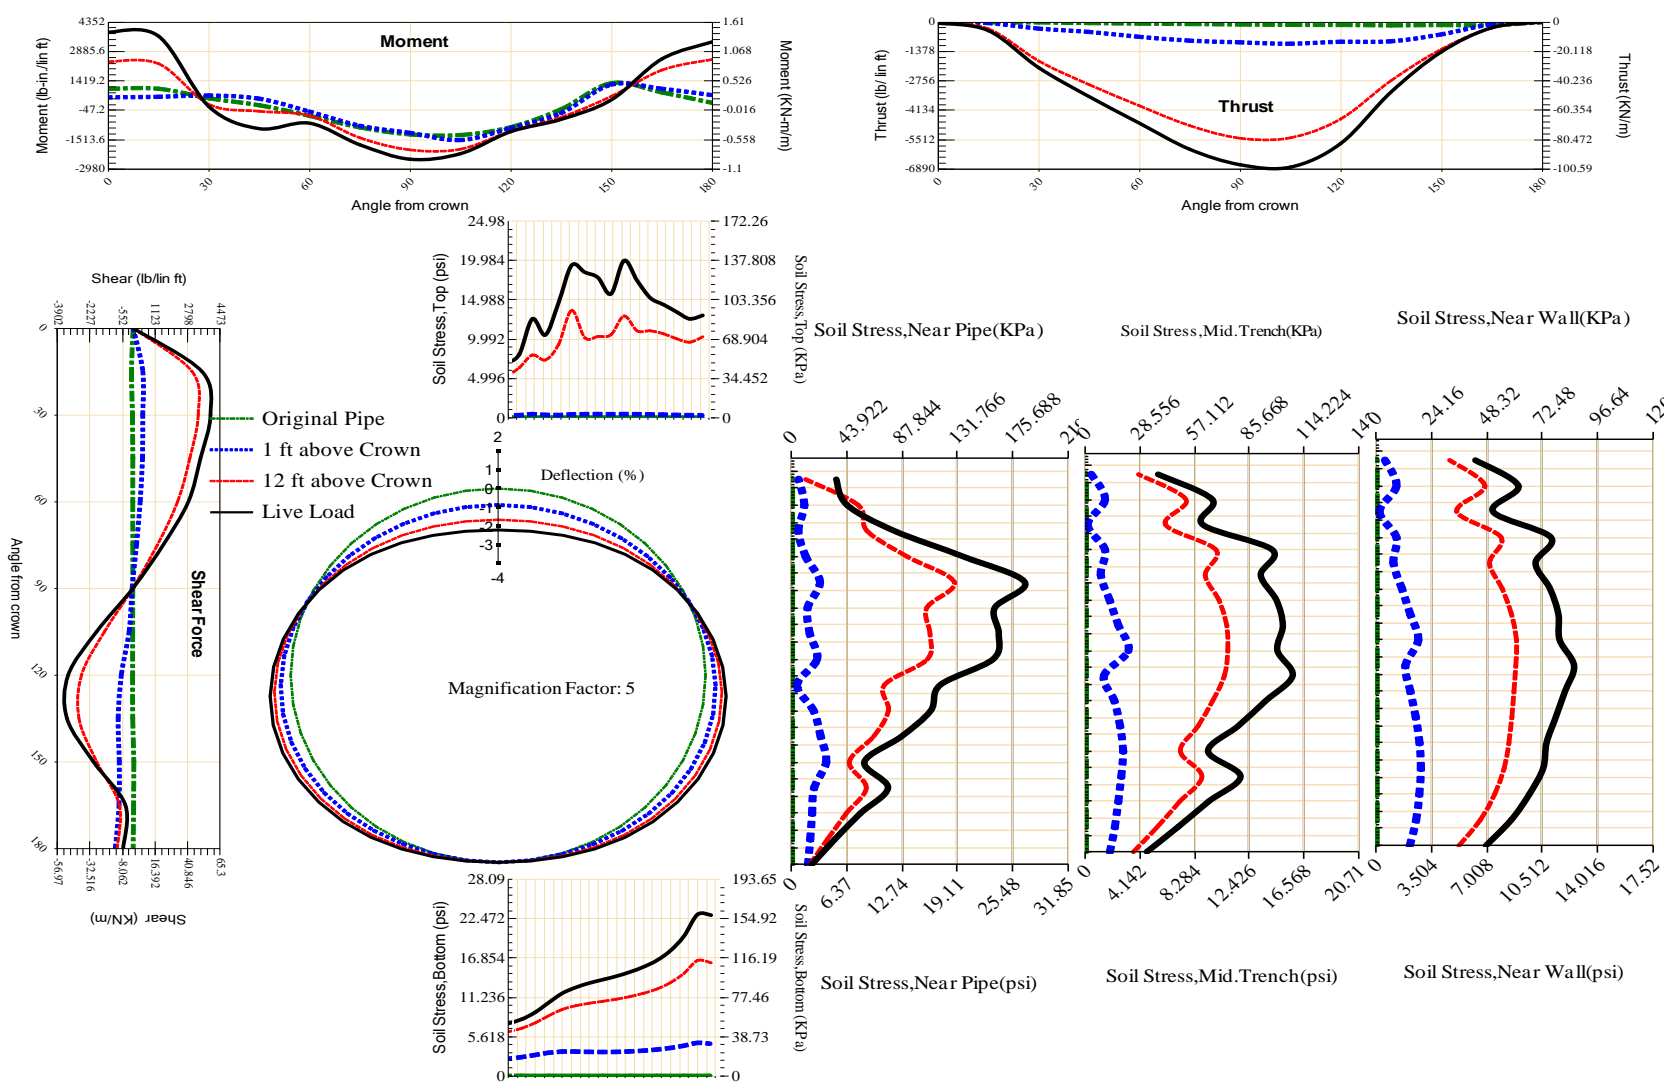 Moment
Moment (lb-in./lin ft)
4352
2885.6
1419.2
-47.2
-1513.6
-2980
1.61
1.068
0.526
-0.016
-0.558
-1.1
Moment (KN-m/m)
0 30 60 90 120 150 180
Angle from crown
Thrust
Thrust (lb/ lin ft)
0
-1378
-2756
-4134
-5512
-6890
0
-20.118
-40.236
-60.354
-80.472
-100.59
Thrust (KN/m)
0 30 60 90 120 150 180
Angle from crown
Soil Stress,Top (psi)
24.98
19.984
14.988
9.992
4.996
0
172.26
137.808
103.356
68.904
34.452
0
Soil Stress,Top (KPa)
Shear (lb/lin ft)
-3902 -2227 -552 1123 2798 4473
0
30
60
90
120
150
180
Angle from crown
Shear Force
-56.97 -32.516 -8.062 16.392 40.846 65.3
Shear (KN/m)
Original Pipe
1 ft above Crown
12 ft above Crown
Live Load
Deflection (%)
2
1
0
-1
-2
-3
-4
Magnification Factor: 5
Soil Stress,Bottom (psi)
28.09
22.472
16.854
11.236
5.618
0
193.65
154.92
116.19
77.46
38.73
0
Soil Stress,Bottom (KPa)
Soil Stress,Near Pipe(KPa)
0 43.922 87.844 131.766 175.688
0 6.37 12.74 19.11 25.48 31.85
Soil Stress,Near Pipe(psi)
Soil Stress,Mid.Trench(KPa)
0 28.556 57.112 85.668 114.224 140
0 4.142 8.284 12.426 16.568 20.71
Soil Stress,Mid.Trench(psi)
Soil Stress,Near Wall(KPa)
24.16 48.32 72.48 96.64
0 3.504 7.008 10.512 14.016 17.52
Soil Stress,Near Wall(psi)